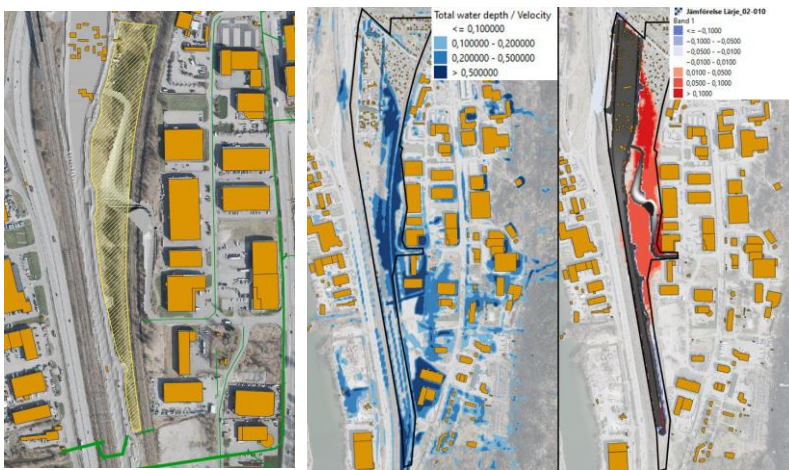 Total water depth / Velocity
<= 0,100000
0,100000 - 0,200000
0,200000 - 0,500000
> 0,500000
Jämförelse Lärje_02-010
Band 1
<= −0,1000
−0,1000 - −0,0500
−0,0500 - −0,0100
−0,0100 - 0,0100
0,0100 - 0,0500
0,0500 - 0,1000
> 0,1000